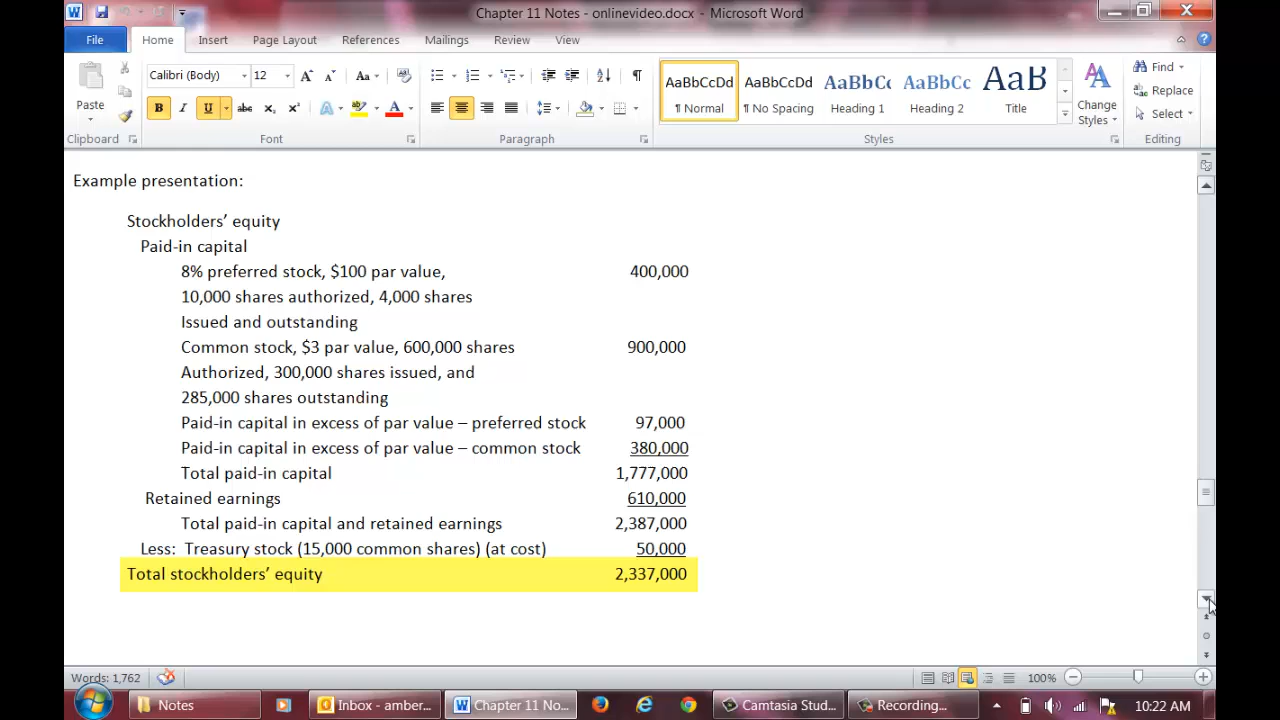 Chapter 11 Notes - onlinevideo.docx - Microsoft Word
File Home Insert Page Layout References Mailings Review View
Paste
Calibri (Body) 12
B I U abc x₂ x²
AaBbCcDd AaBbCcDd AaBbCc AaBbCc AaB
¶ Normal ¶ No Spacing Heading 1 Heading 2 Title
Change Styles
Find
Replace
Select
Clipboard Font Paragraph Styles Editing
Example presentation:
Stockholders’ equity
Paid-in capital
8% preferred stock, $100 par value, 400,000
10,000 shares authorized, 4,000 shares
Issued and outstanding
Common stock, $3 par value, 600,000 shares 900,000
Authorized, 300,000 shares issued, and
285,000 shares outstanding
Paid-in capital in excess of par value – preferred stock 97,000
Paid-in capital in excess of par value – common stock 380,000
Total paid-in capital 1,777,000
Retained earnings 610,000
Total paid-in capital and retained earnings 2,387,000
Less: Treasury stock (15,000 common shares) (at cost) 50,000
Total stockholders’ equity 2,337,000
Words: 1,762 100%
Notes Inbox - amber... Chapter 11 No... Camtasia Stud... Recording... 10:22 AM